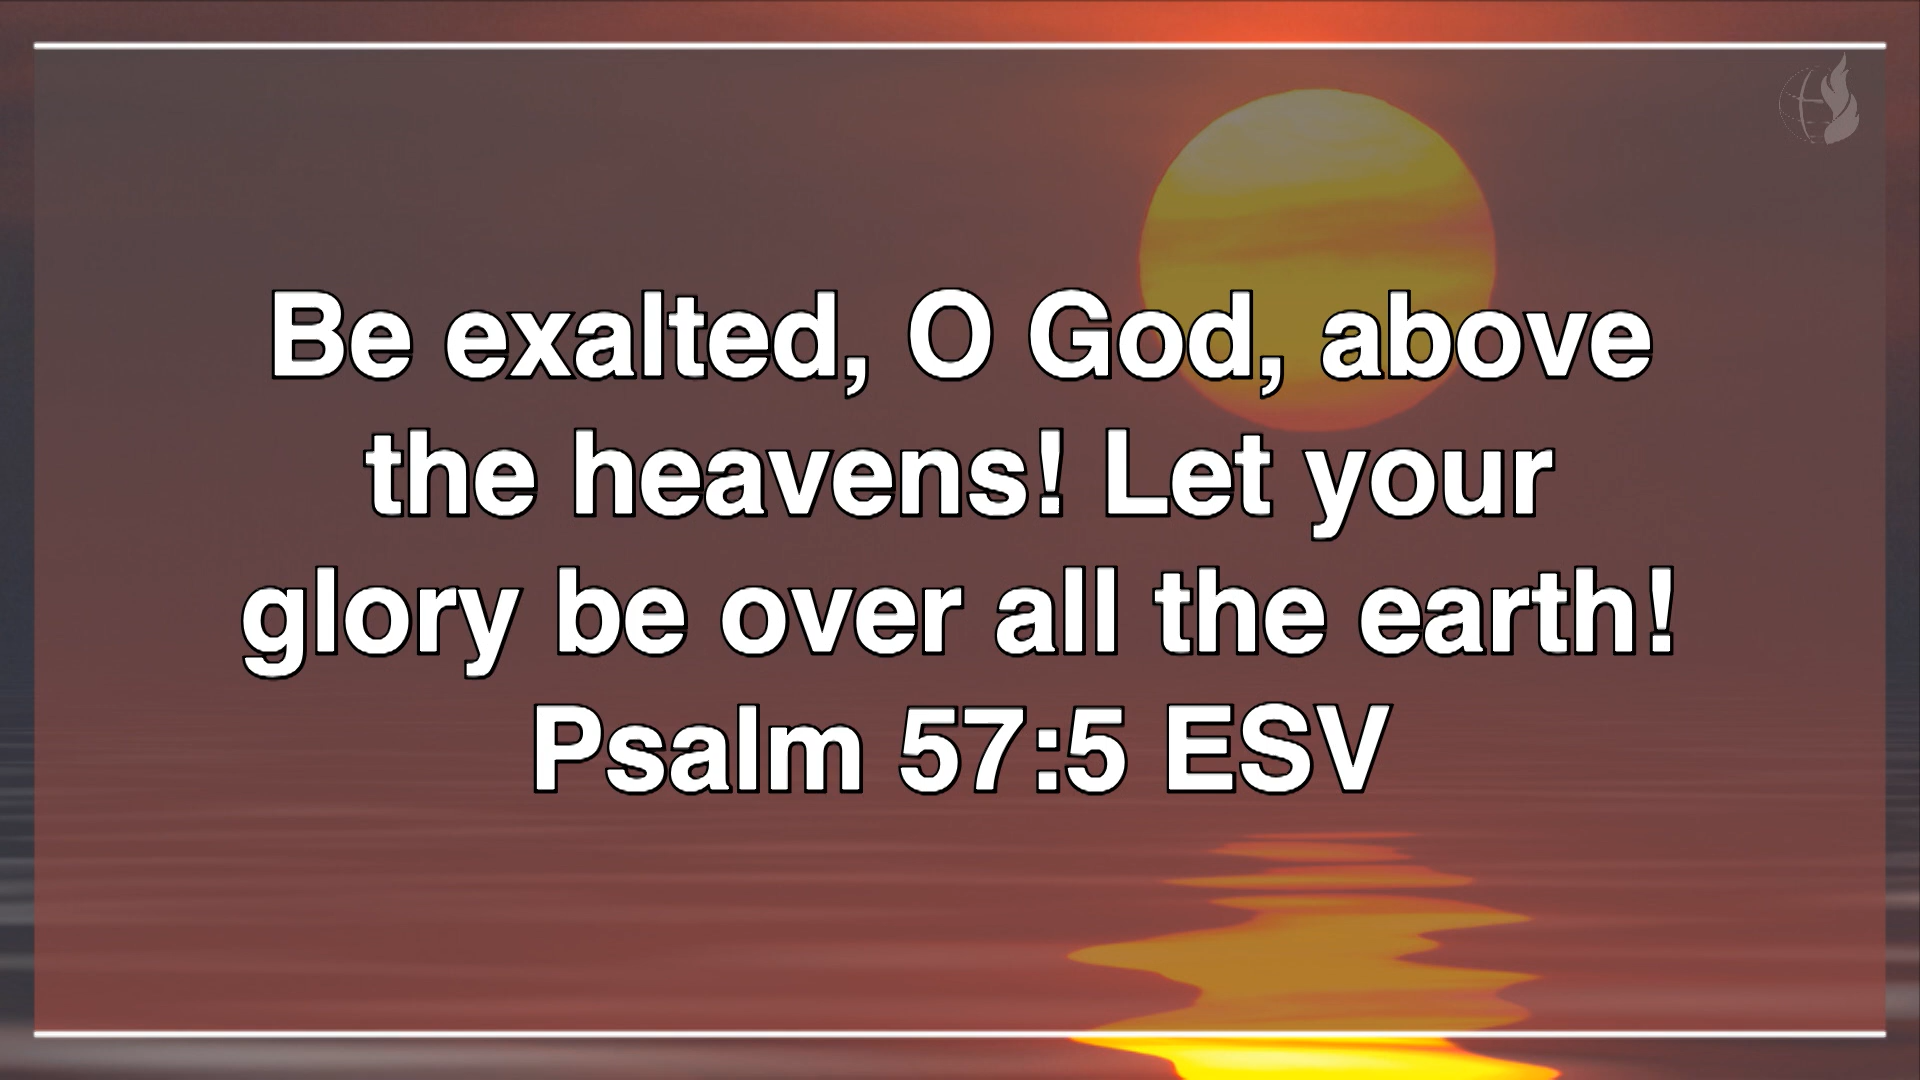 Be exalted, O God, above
the heavens! Let your
glory be over all the earth!
Psalm 57:5 ESV